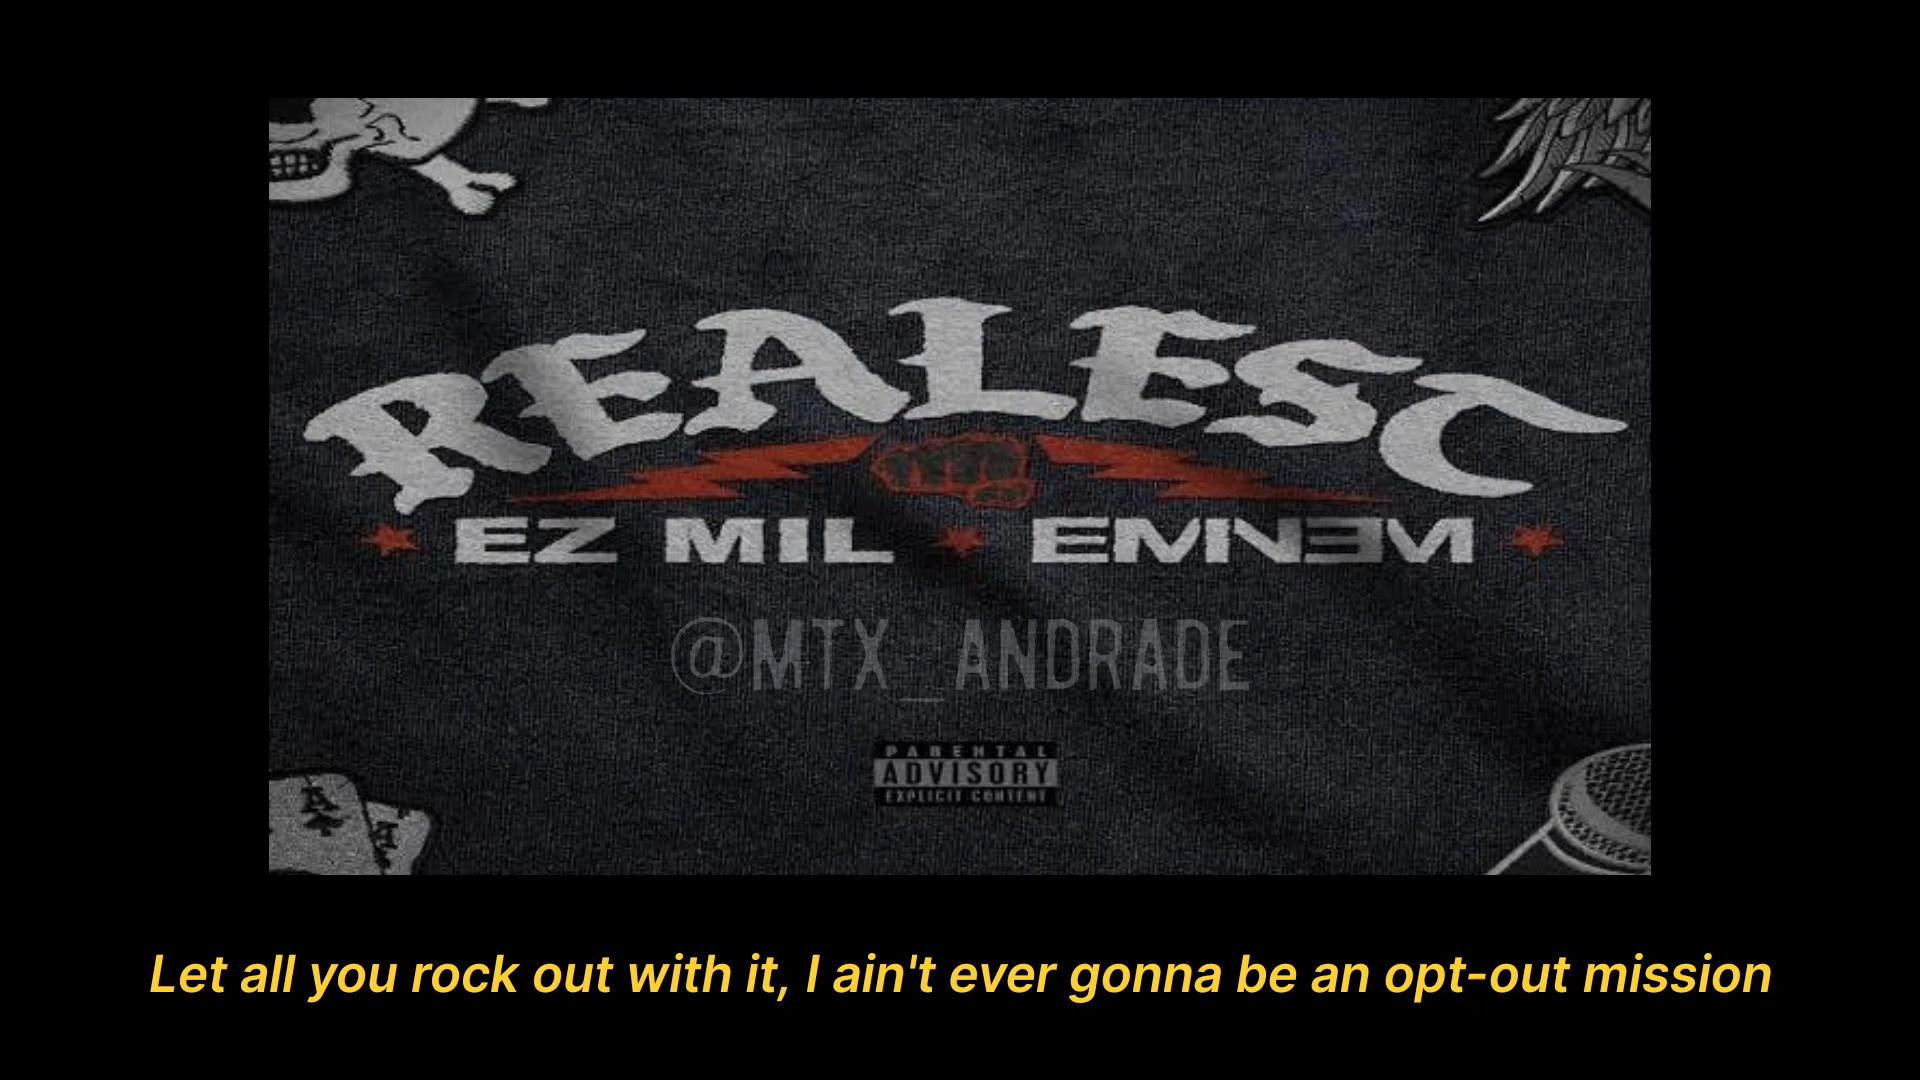 REALEST
EZ MIL ★ EMINEM
@MTX_ANDRADE
PARENTAL
ADVISORY
EXPLICIT CONTENT
A
A
Let all you rock out with it, I ain't ever gonna be an opt-out mission